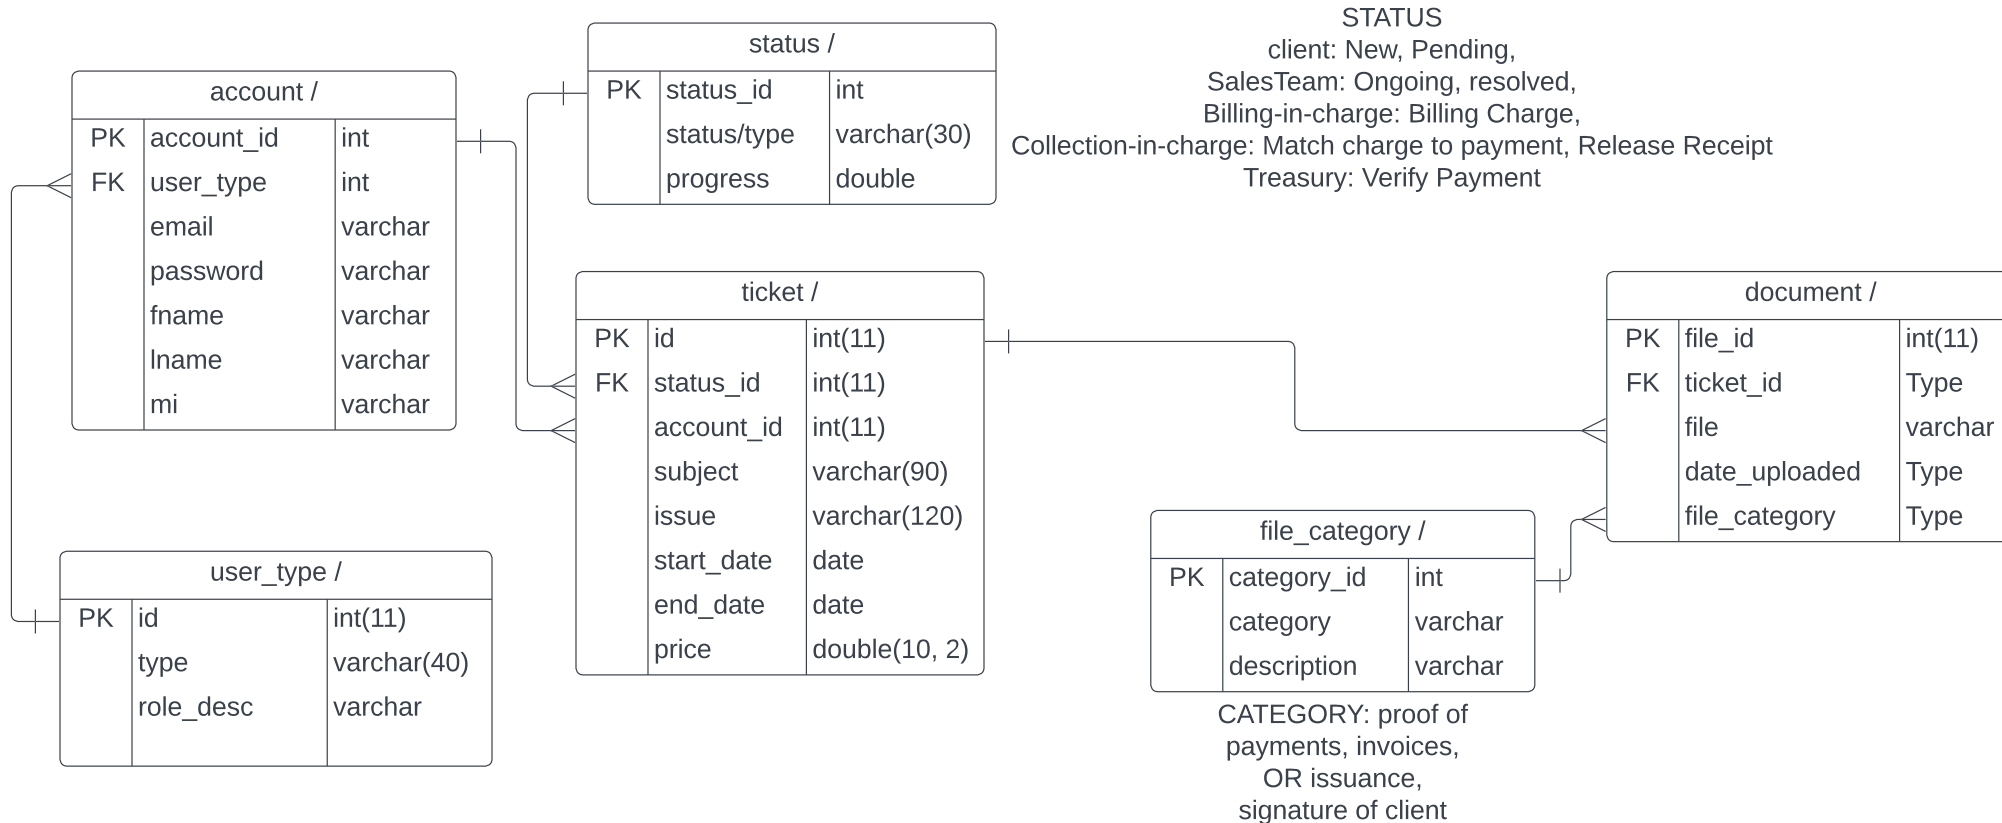 status /
PK status_id int
status/type varchar(30)
progress double
STATUS
client: New, Pending,
SalesTeam: Ongoing, resolved,
Billing-in-charge: Billing Charge,
Collection-in-charge: Match charge to payment, Release Receipt
Treasury: Verify Payment
account /
PK account_id int
FK user_type int
email varchar
password varchar
fname varchar
lname varchar
mi varchar
ticket /
PK id int(11)
FK status_id int(11)
account_id int(11)
subject varchar(90)
issue varchar(120)
start_date date
end_date date
price double(10, 2)
document /
PK file_id int(11)
FK ticket_id Type
file varchar
date_uploaded Type
file_category Type
user_type /
PK id int(11)
type varchar(40)
role_desc varchar
file_category /
PK category_id int
category varchar
description varchar
CATEGORY: proof of
payments, invoices,
OR issuance,
signature of client